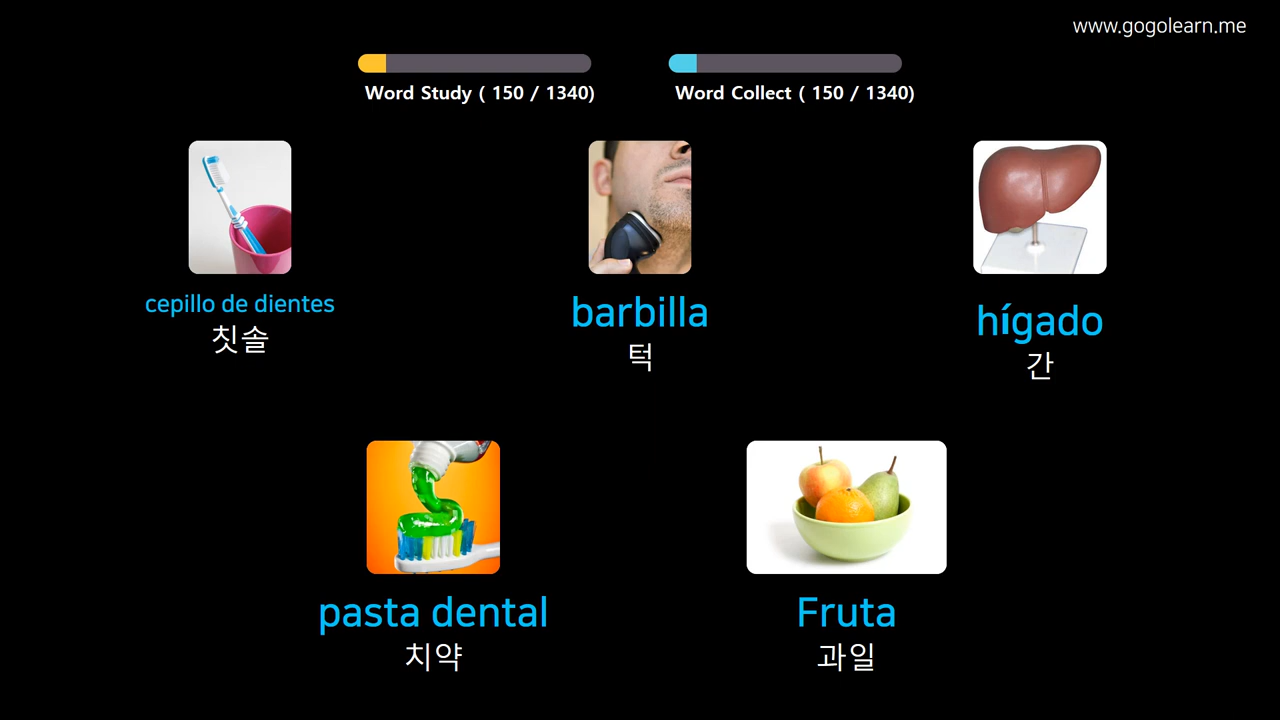 www.gogolearn.me
Word Study ( 150 / 1340)
Word Collect ( 150 / 1340)
cepillo de dientes
칫솔
barbilla
턱
hígado
간
pasta dental
치약
Fruta
과일